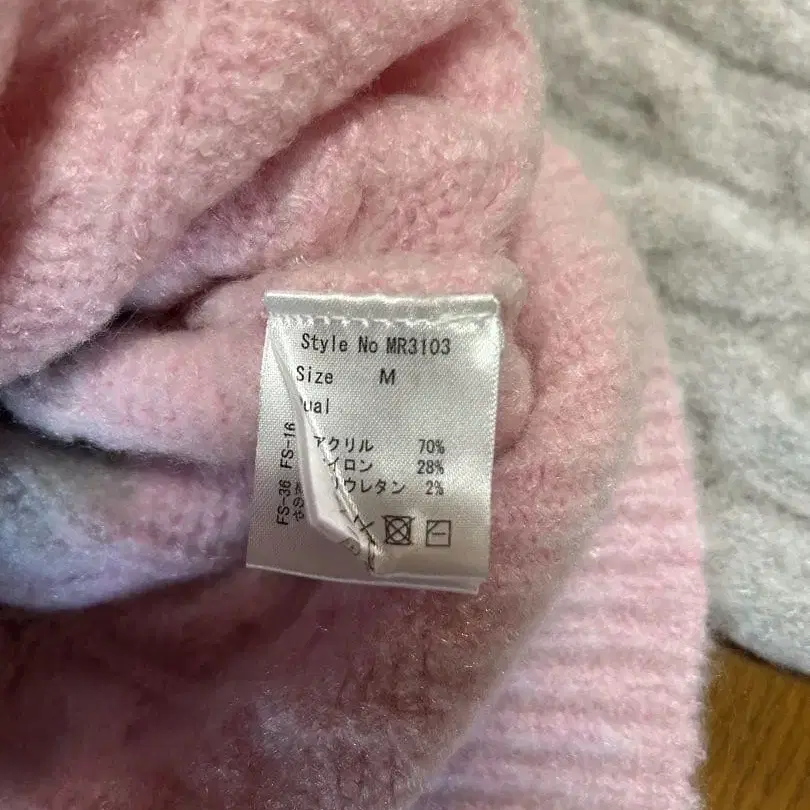 Style No MR3103
Size M
ual
アクリル 70%
イロン 28%
リウレタン 2%
FS-36 FS-16